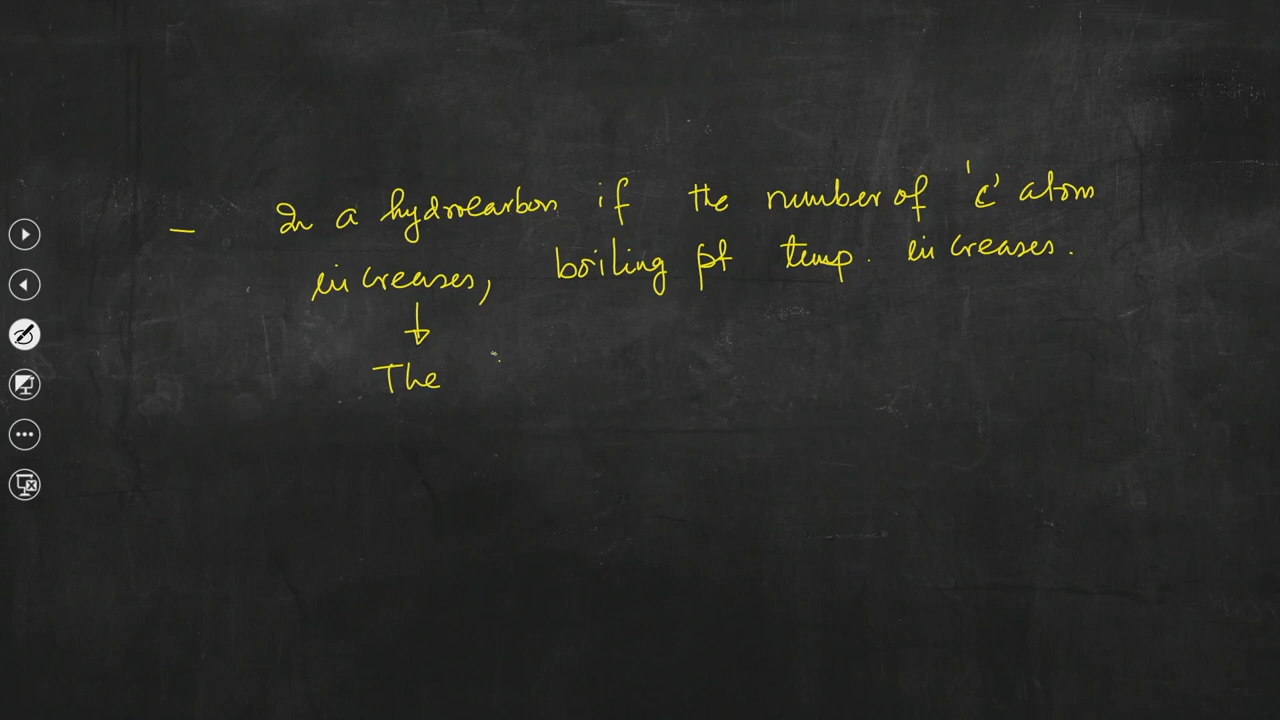 — In a hydrocarbon if the number of 'c' atom
increases, boiling pt temp. increases.
↓
The